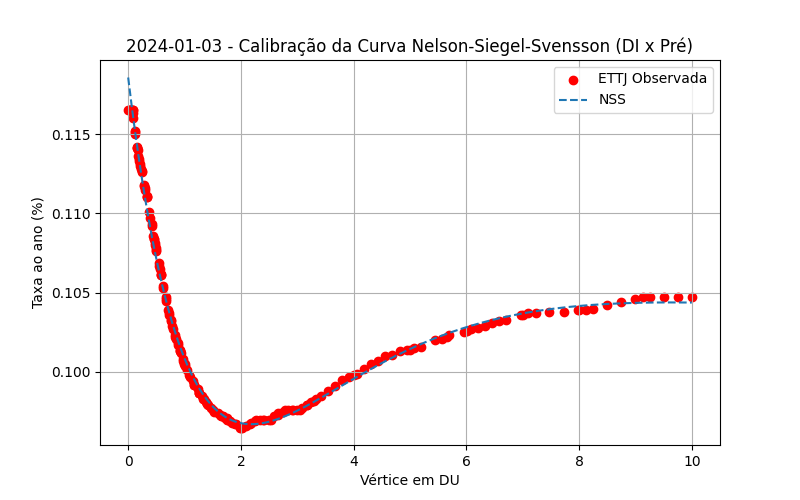 2024-01-03 - Calibração da Curva Nelson-Siegel-Svensson (DI x Pré)
ETTJ Observada
NSS
Taxa ao ano (%)
0.115
0.110
0.105
0.100
0 2 4 6 8 10
Vértice em DU